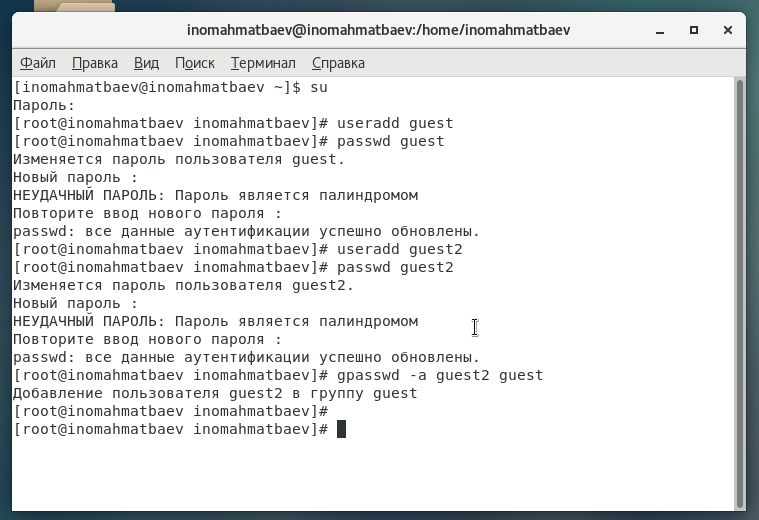 inomahmatbaev@inomahmatbaev:/home/inomahmatbaev
Файл Правка Вид Поиск Терминал Справка
[inomahmatbaev@inomahmatbaev ~]$ su
Пароль:
[root@inomahmatbaev inomahmatbaev]# useradd guest
[root@inomahmatbaev inomahmatbaev]# passwd guest
Изменяется пароль пользователя guest.
Новый пароль :
НЕУДАЧНЫЙ ПАРОЛЬ: Пароль является палиндромом
Повторите ввод нового пароля :
passwd: все данные аутентификации успешно обновлены.
[root@inomahmatbaev inomahmatbaev]# useradd guest2
[root@inomahmatbaev inomahmatbaev]# passwd guest2
Изменяется пароль пользователя guest2.
Новый пароль :
НЕУДАЧНЫЙ ПАРОЛЬ: Пароль является палиндромом
Повторите ввод нового пароля :
passwd: все данные аутентификации успешно обновлены.
[root@inomahmatbaev inomahmatbaev]# gpasswd -a guest2 guest
Добавление пользователя guest2 в группу guest
[root@inomahmatbaev inomahmatbaev]#
[root@inomahmatbaev inomahmatbaev]#